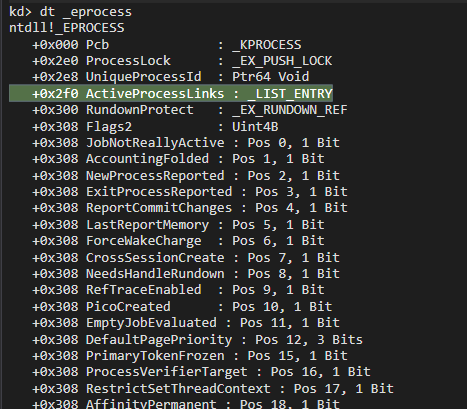 kd> dt _eprocess
ntdll!_EPROCESS
+0x000 Pcb : _KPROCESS
+0x2e0 ProcessLock : _EX_PUSH_LOCK
+0x2e8 UniqueProcessId : Ptr64 Void
+0x2f0 ActiveProcessLinks : _LIST_ENTRY
+0x300 RundownProtect : _EX_RUNDOWN_REF
+0x308 Flags2 : Uint4B
+0x308 JobNotReallyActive : Pos 0, 1 Bit
+0x308 AccountingFolded : Pos 1, 1 Bit
+0x308 NewProcessReported : Pos 2, 1 Bit
+0x308 ExitProcessReported : Pos 3, 1 Bit
+0x308 ReportCommitChanges : Pos 4, 1 Bit
+0x308 LastReportMemory : Pos 5, 1 Bit
+0x308 ForceWakeCharge : Pos 6, 1 Bit
+0x308 CrossSessionCreate : Pos 7, 1 Bit
+0x308 NeedsHandleRundown : Pos 8, 1 Bit
+0x308 RefTraceEnabled : Pos 9, 1 Bit
+0x308 PicoCreated : Pos 10, 1 Bit
+0x308 EmptyJobEvaluated : Pos 11, 1 Bit
+0x308 DefaultPagePriority : Pos 12, 3 Bits
+0x308 PrimaryTokenFrozen : Pos 15, 1 Bit
+0x308 ProcessVerifierTarget : Pos 16, 1 Bit
+0x308 RestrictSetThreadContext : Pos 17, 1 Bit
+0x308 AffinityPermanent : Pos 18, 1 Bit